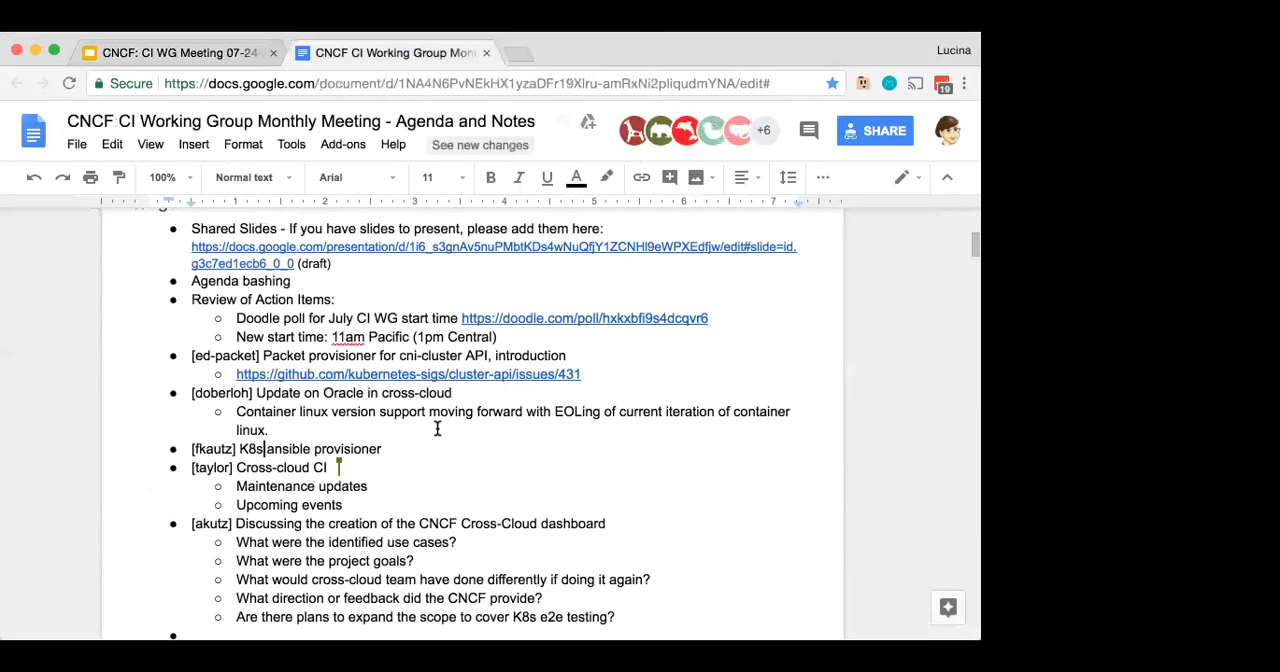 CNCF: CI WG Meeting 07-24-
CNCF CI Working Group Mon
Lucina
Secure
https://docs.google.com/document/d/1NA4N6PvNEkHX1yzaDFr19Xlru-amRxNi2pliqudmYNA/edit#
19
CNCF CI Working Group Monthly Meeting - Agenda and Notes
+6
SHARE
File Edit View Insert Format Tools Add-ons Help See new changes
100% Normal text Arial 11 B I U A
1 2 3 4 5 6 7
Shared Slides - If you have slides to present, please add them here:
https://docs.google.com/presentation/d/1i6_s3gnAv5nuPMbtKDs4wNuQfjY1ZCNHl9eWPXEdfjw/edit#slide=id.
g3c7ed1ecb6_0_0 (draft)
Agenda bashing
Review of Action Items:
Doodle poll for July CI WG start time https://doodle.com/poll/hxkxbfi9s4dcqvr6
New start time: 11am Pacific (1pm Central)
[ed-packet] Packet provisioner for cni-cluster API, introduction
https://github.com/kubernetes-sigs/cluster-api/issues/431
[doberloh] Update on Oracle in cross-cloud
Container linux version support moving forward with EOLing of current iteration of container
linux.
[fkautz] K8s ansible provisioner
[taylor] Cross-cloud CI
Maintenance updates
Upcoming events
[akutz] Discussing the creation of the CNCF Cross-Cloud dashboard
What were the identified use cases?
What were the project goals?
What would cross-cloud team have done differently if doing it again?
What direction or feedback did the CNCF provide?
Are there plans to expand the scope to cover K8s e2e testing?